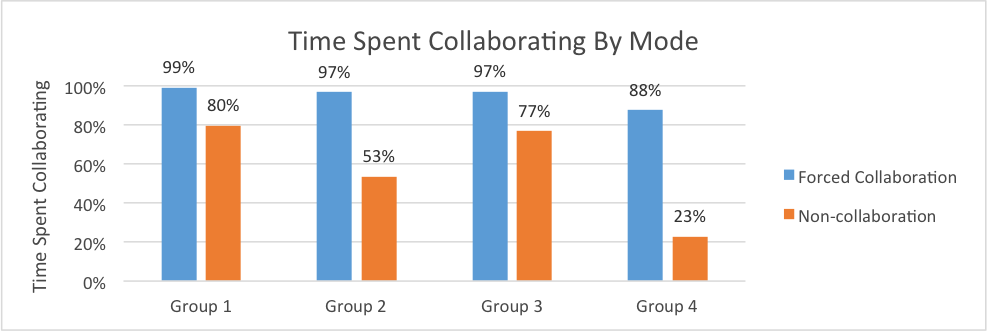 Time Spent Collaborating By Mode
Time Spent Collaborating
100%
80%
60%
40%
20%
0%
99%
80%
97%
53%
97%
77%
88%
23%
Group 1
Group 2
Group 3
Group 4
Forced Collaboration
Non-collaboration